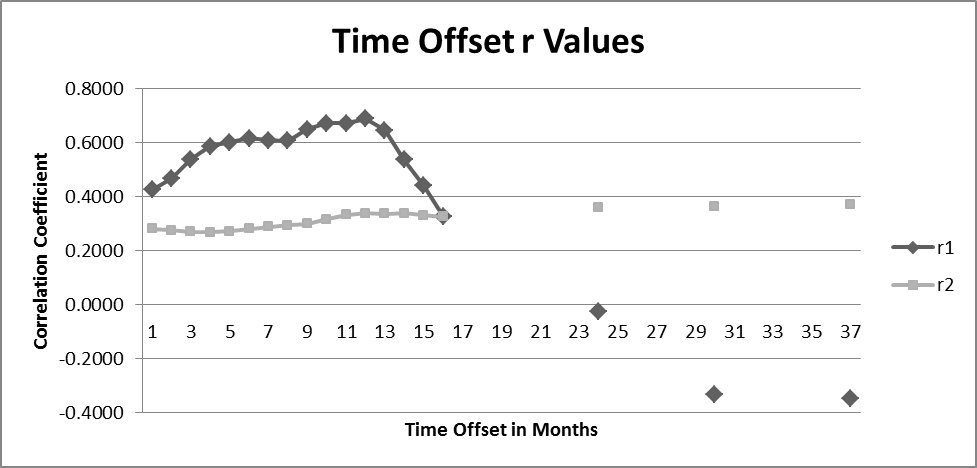 Time Offset r Values
0.8000
0.6000
0.4000
0.2000
0.0000
-0.2000
-0.4000
Correlation Coefficient
1 3 5 7 9 11 13 15 17 19 21 23 25 27 29 31 33 35 37
Time Offset in Months
r1
r2